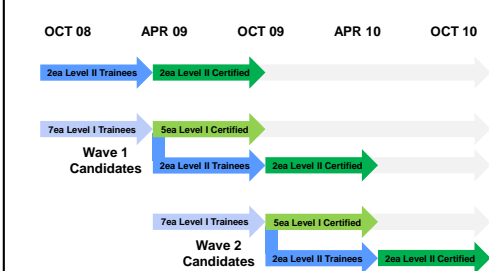 OCT 08 APR 09 OCT 09 APR 10 OCT 10
2ea Level II Trainees 2ea Level II Certified
7ea Level I Trainees 5ea Level I Certified
Wave 1
Candidates
2ea Level II Trainees 2ea Level II Certified
7ea Level I Trainees 5ea Level I Certified
Wave 2
Candidates
2ea Level II Trainees 2ea Level II Certified